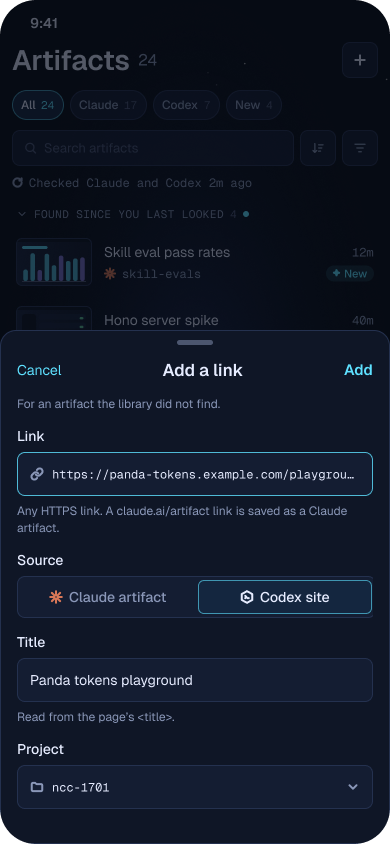 9:41
Artifacts 24
All 24 Claude 17 Codex 7 New 4
Search artifacts
Checked Claude and Codex 2m ago
FOUND SINCE YOU LAST LOOKED 4
Skill eval pass rates 12m
skill-evals New
Hono server spike 40m
Cancel Add a link Add
For an artifact the library did not find.
Link
https://panda-tokens.example.com/playgrou…
Any HTTPS link. A claude.ai/artifact link is saved as a Claude
artifact.
Source
Claude artifact Codex site
Title
Panda tokens playground
Read from the page's <title>.
Project
ncc-1701